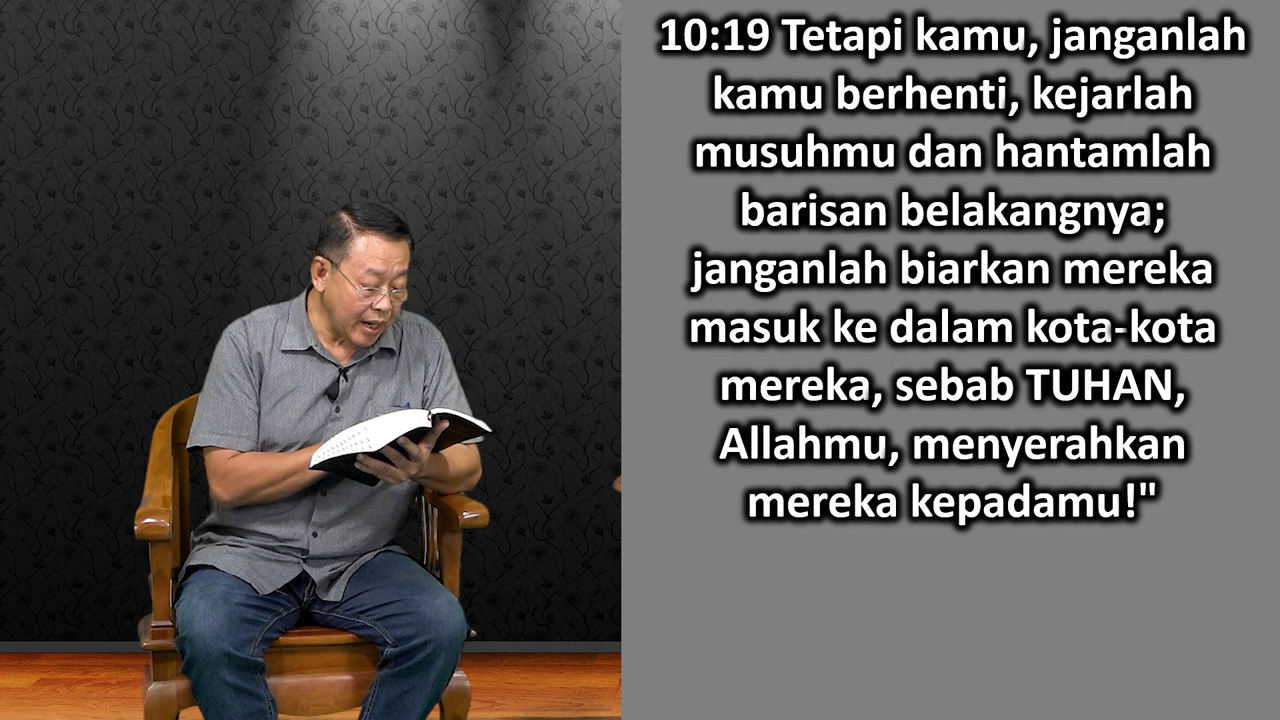 10:19 Tetapi kamu, janganlah
kamu berhenti, kejarlah
musuhmu dan hantamlah
barisan belakangnya;
janganlah biarkan mereka
masuk ke dalam kota-kota
mereka, sebab TUHAN,
Allahmu, menyerahkan
mereka kepadamu!"